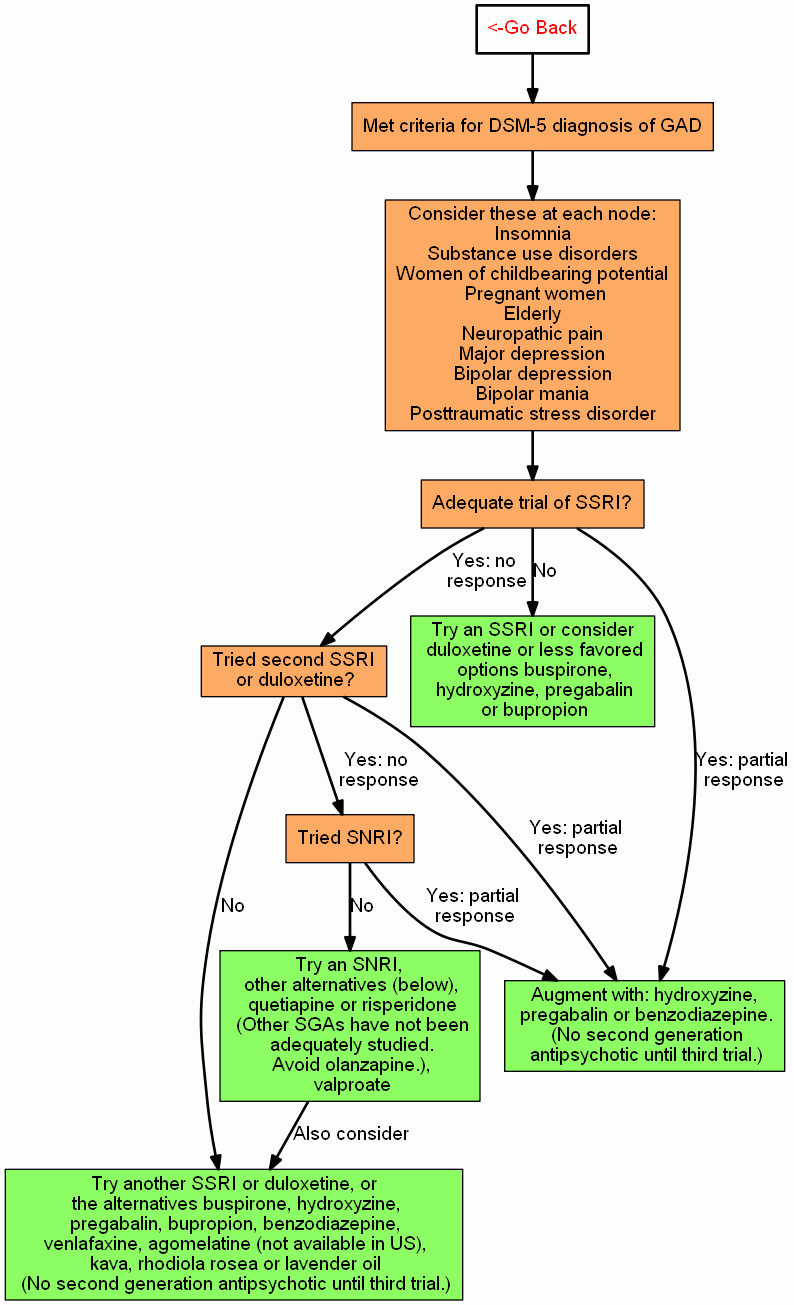 <-Go Back
Met criteria for DSM-5 diagnosis of GAD
Consider these at each node:
Insomnia
Substance use disorders
Women of childbearing potential
Pregnant women
Elderly
Neuropathic pain
Major depression
Bipolar depression
Bipolar mania
Posttraumatic stress disorder
Adequate trial of SSRI?
Yes: no
response
No
Try an SSRI or consider
duloxetine or less favored
options buspirone,
hydroxyzine, pregabalin
or bupropion
Tried second SSRI
or duloxetine?
Yes: no
response
Yes: partial
response
Yes: partial
response
Tried SNRI?
No
No
Yes: partial
response
Try an SNRI,
other alternatives (below),
quetiapine or risperidone
(Other SGAs have not been
adequately studied.
Avoid olanzapine.),
valproate
Augment with: hydroxyzine,
pregabalin or benzodiazepine.
(No second generation
antipsychotic until third trial.)
Also consider
Try another SSRI or duloxetine, or
the alternatives buspirone, hydroxyzine,
pregabalin, bupropion, benzodiazepine,
venlafaxine, agomelatine (not available in US),
kava, rhodiola rosea or lavender oil
(No second generation antipsychotic until third trial.)